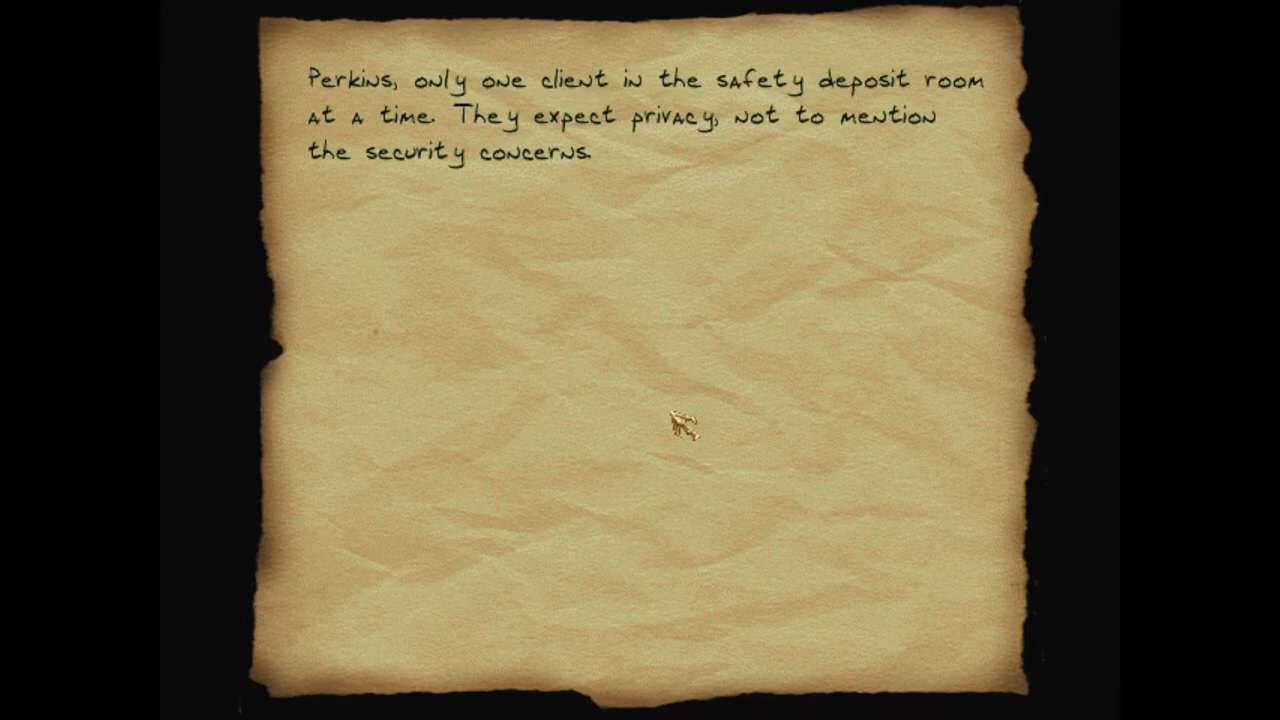 Perkins, only one client in the safety deposit room
at a time. They expect privacy, not to mention
the security concerns.